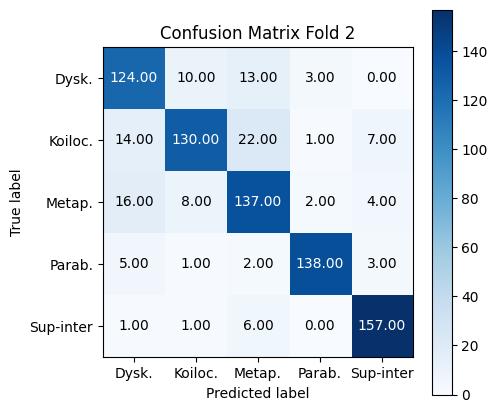 Confusion Matrix Fold 2
True label
Dysk. 124.00 10.00 13.00 3.00 0.00
Koiloc. 14.00 130.00 22.00 1.00 7.00
Metap. 16.00 8.00 137.00 2.00 4.00
Parab. 5.00 1.00 2.00 138.00 3.00
Sup-inter 1.00 1.00 6.00 0.00 157.00
Dysk. Koiloc. Metap. Parab. Sup-inter
Predicted label
140
120
100
80
60
40
20
0